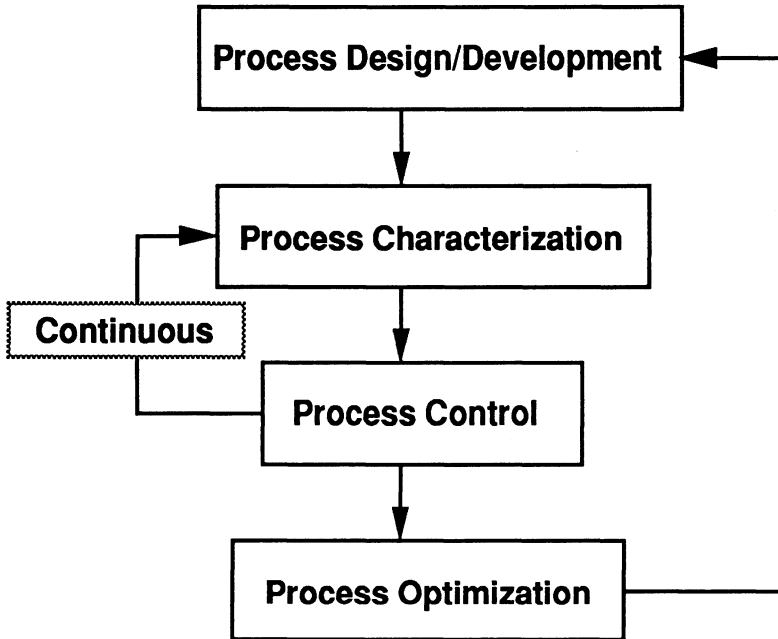 Process Design/Development
Process Characterization
Continuous
Process Control
Process Optimization